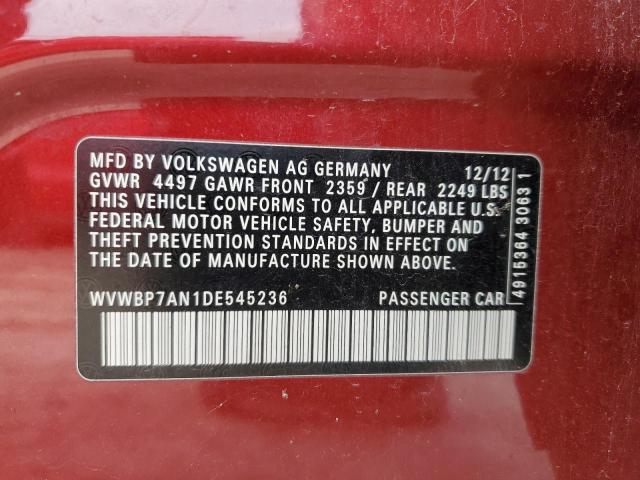 MFD BY VOLKSWAGEN AG GERMANY 12/12
GVWR 4497 GAWR FRONT 2359 / REAR 2249 LBS
THIS VEHICLE CONFORMS TO ALL APPLICABLE U.S.
FEDERAL MOTOR VEHICLE SAFETY, BUMPER AND
THEFT PREVENTION STANDARDS IN EFFECT ON
THE DATE OF MANUFACTURE SHOWN ABOVE.
WVWBP7AN1DE545236 PASSENGER CAR
4915364 3063 1